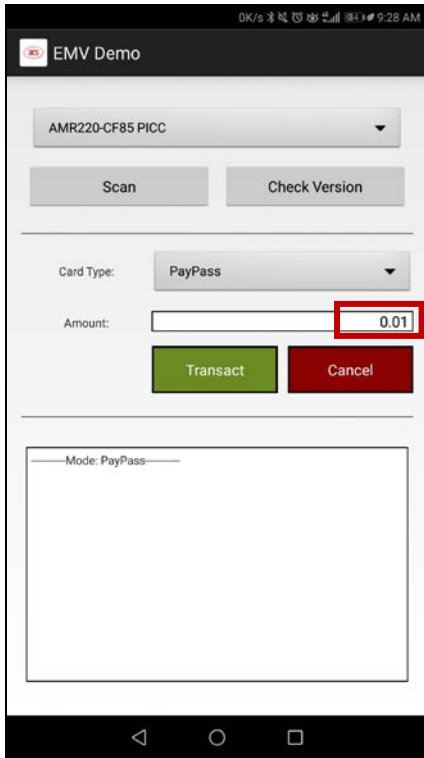 0K/s 9:28 AM
ACS EMV Demo
AMR220-CF85 PICC
Scan Check Version
Card Type: PayPass
Amount: 0.01
Transact Cancel
--------Mode: PayPass--------